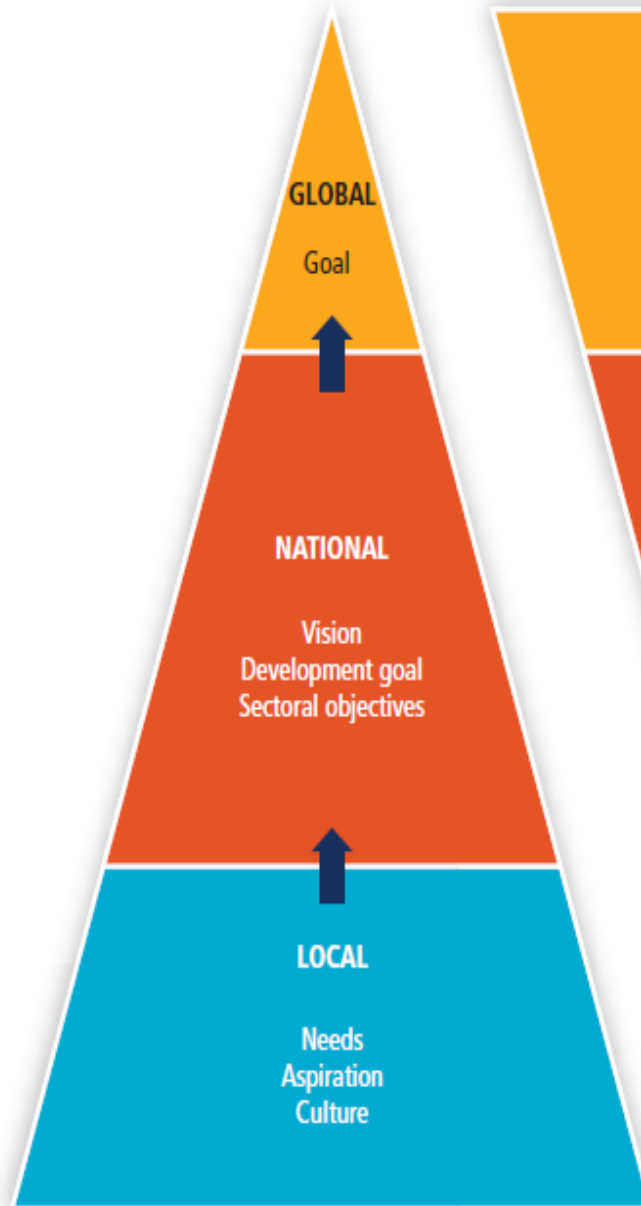 GLOBAL
Goal
NATIONAL
Vision
Development goal
Sectoral objectives
LOCAL
Needs
Aspiration
Culture